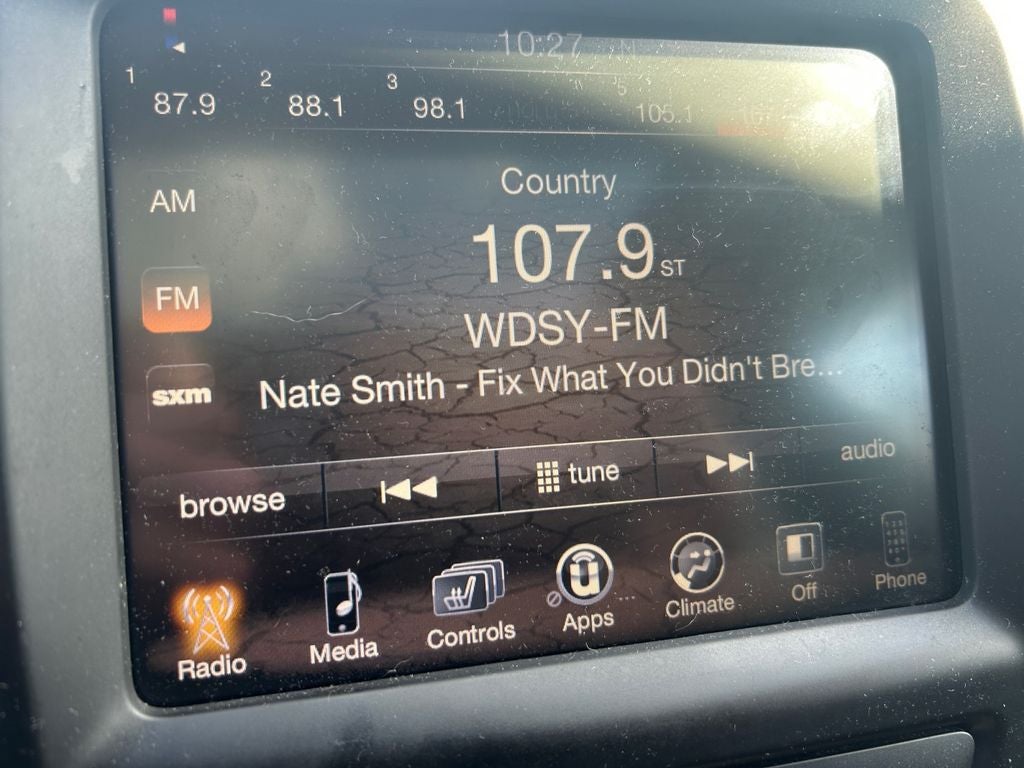 10:27 N
1 2 3 5
87.9 88.1 98.1 105.1
AM
Country
107.9 ST
FM
WDSY-FM
sxm
Nate Smith - Fix What You Didn't Bre...
browse tune audio
Radio Media Controls Apps Climate Off Phone